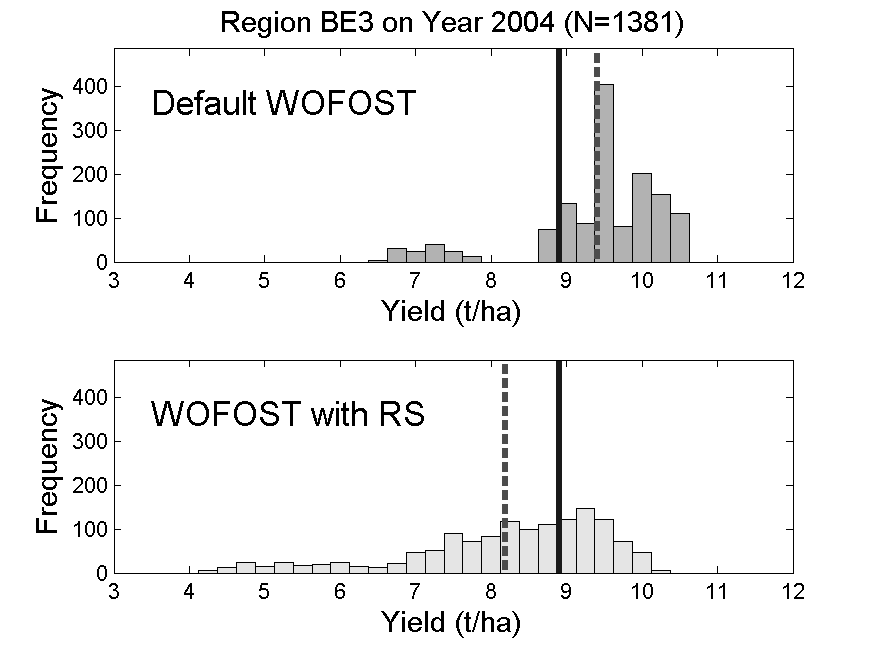 Region BE3 on Year 2004 (N=1381)
Default WOFOST
Frequency
400
300
200
100
0
3 4 5 6 7 8 9 10 11 12
Yield (t/ha)
WOFOST with RS
Frequency
400
300
200
100
0
3 4 5 6 7 8 9 10 11 12
Yield (t/ha)